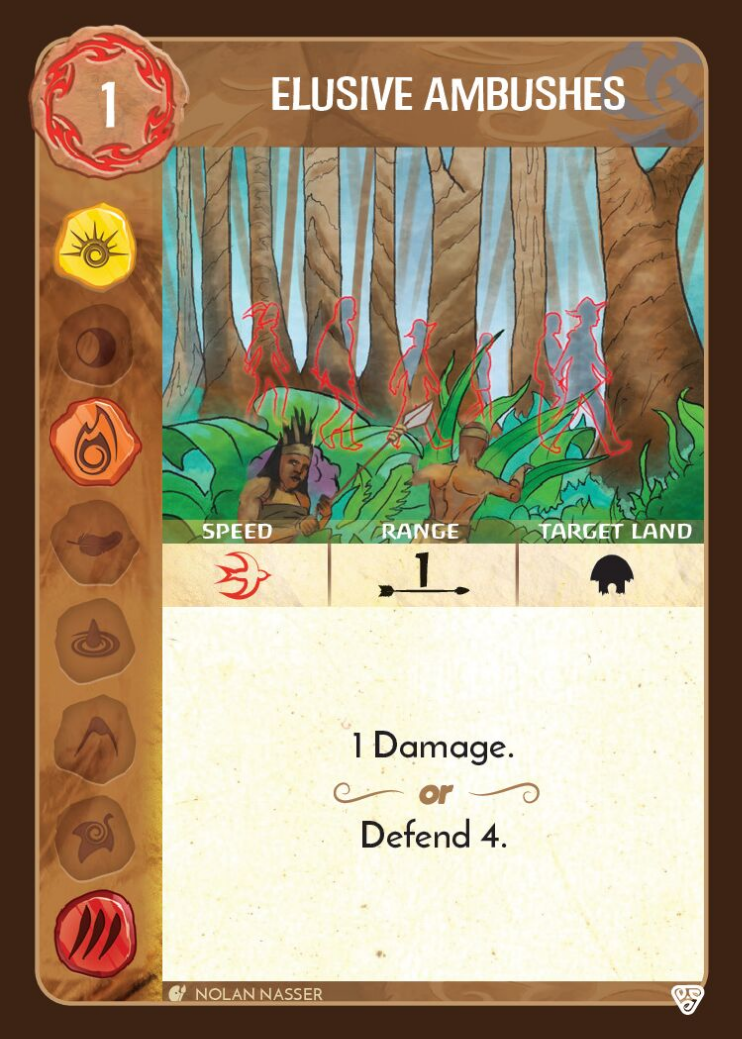 1
ELUSIVE AMBUSHES
SPEED RANGE TARGET LAND
1
1 Damage.
or
Defend 4.
NOLAN NASSER